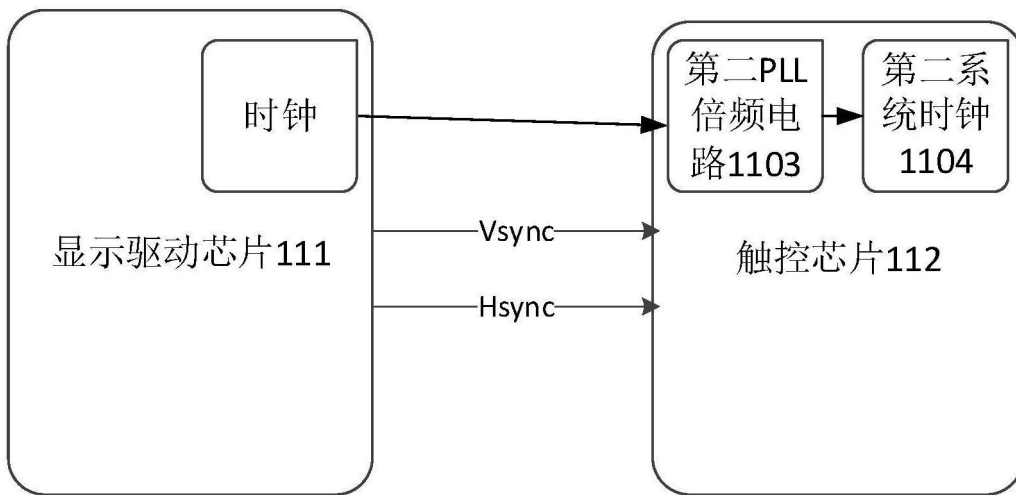 时钟
第二PLL
倍频电
路1103
第二系
统时钟
1104
显示驱动芯片111
Vsync
触控芯片112
Hsync